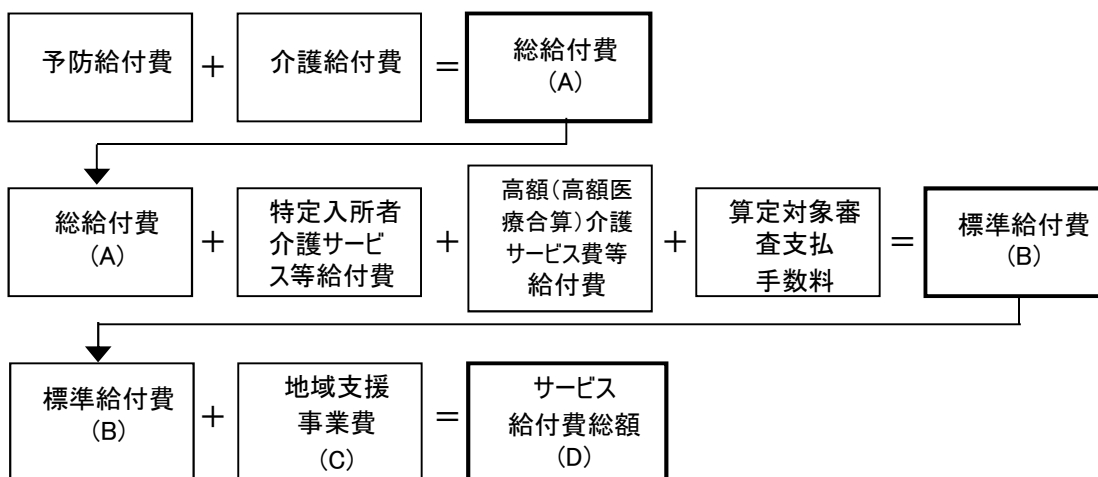 予防給付費 + 介護給付費 = 総給付費
(A)
総給付費
(A)
+
特定入所者
介護サービ
ス等給付費
+
高額(高額医
療合算)介護
サービス費等
給付費
+
算定対象審
査支払
手数料
=
標準給付費
(B)
標準給付費
(B)
+
地域支援
事業費
(C)
=
サービス
給付費総額
(D)